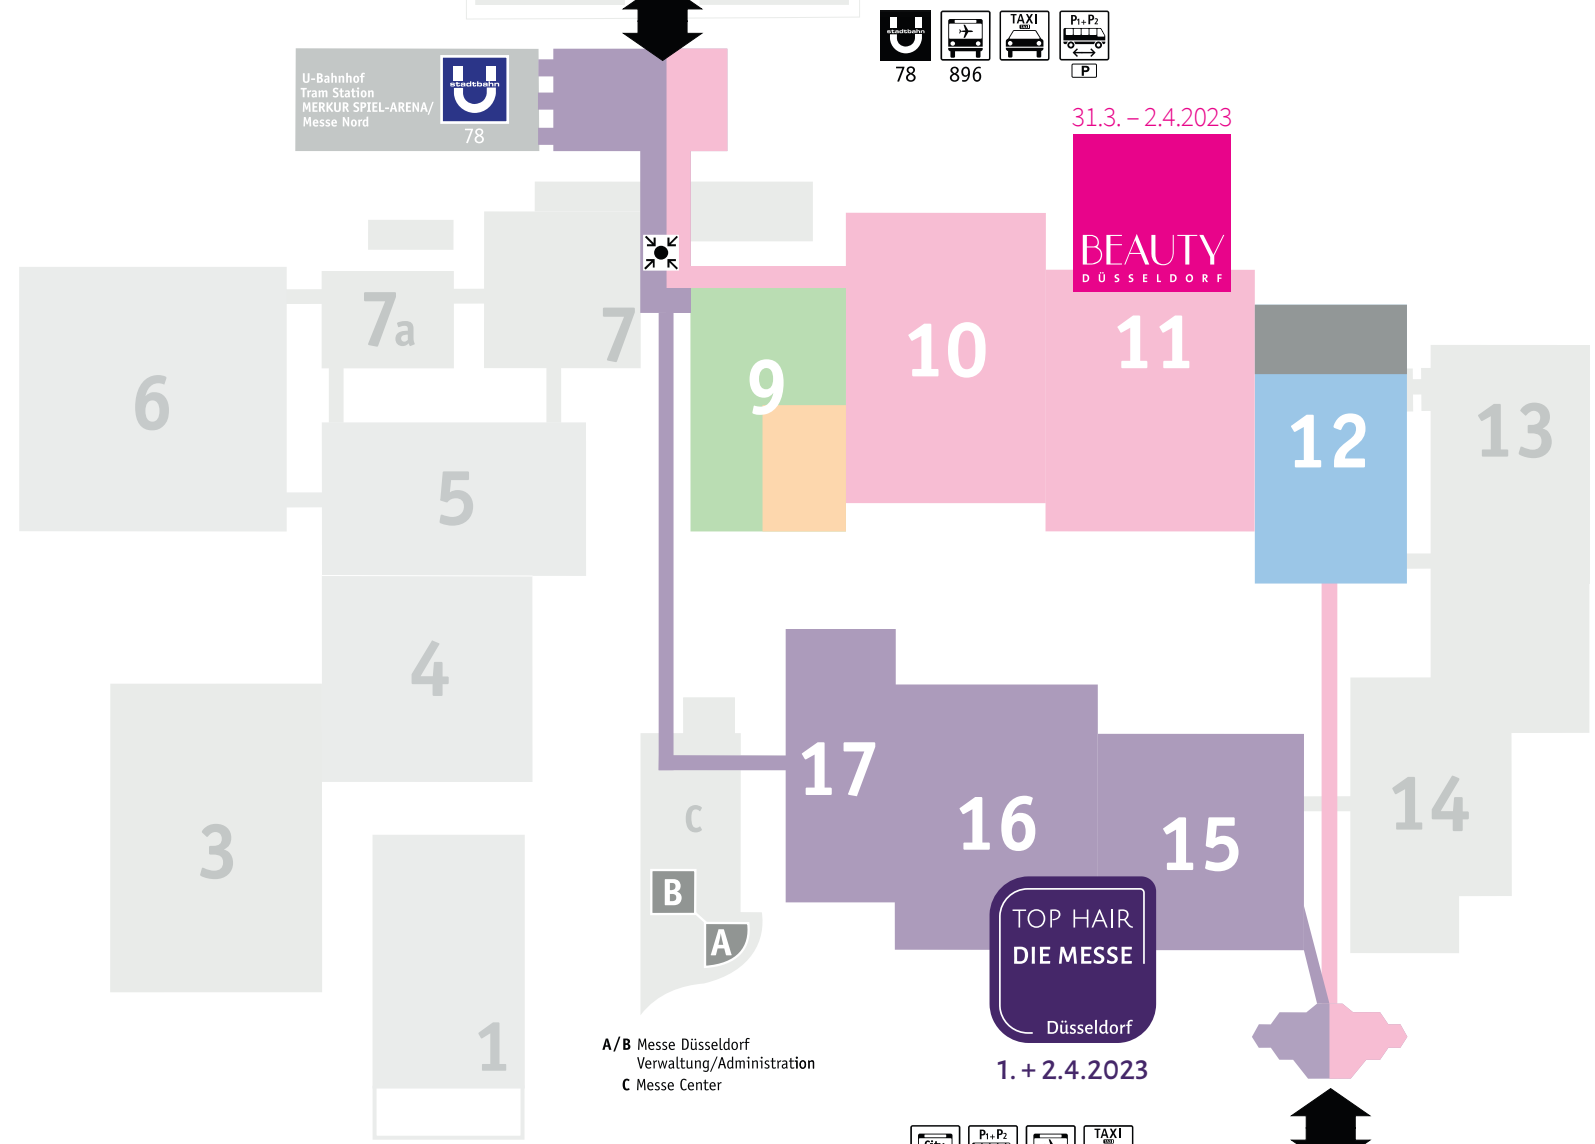 TAXI
TAXI
P1+P2
stadtbahn
P
78
896
U-Bahnhof
Tram Station
MERKUR SPIEL-ARENA/
Messe Nord
stadtbahn
78
31.3. – 2.4.2023
BEAUTY
DÜSSELDORF
6
7a
7
9
10
11
12
13
5
4
3
1
17
16
15
14
C
B
A
TOP HAIR
DIE MESSE
Düsseldorf
1. + 2.4.2023
A/B Messe Düsseldorf
Verwaltung/Administration
C Messe Center
P1+P2
TAXI